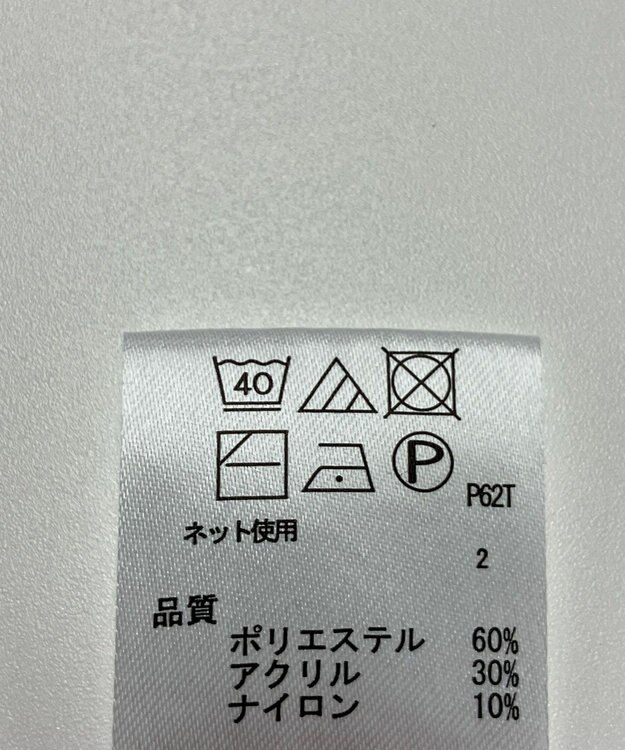 40
P
P62T
ネット使用
2
品質
ポリエステル 60%
アクリル 30%
ナイロン 10%